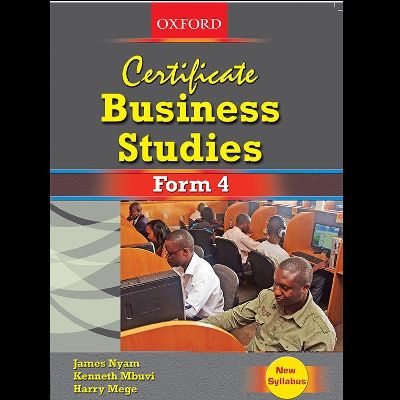 OXFORD
Certificate
Business
Studies
Form 4
James Nyam
Kenneth Mbuvi
Harry Mege
New
Syllabus